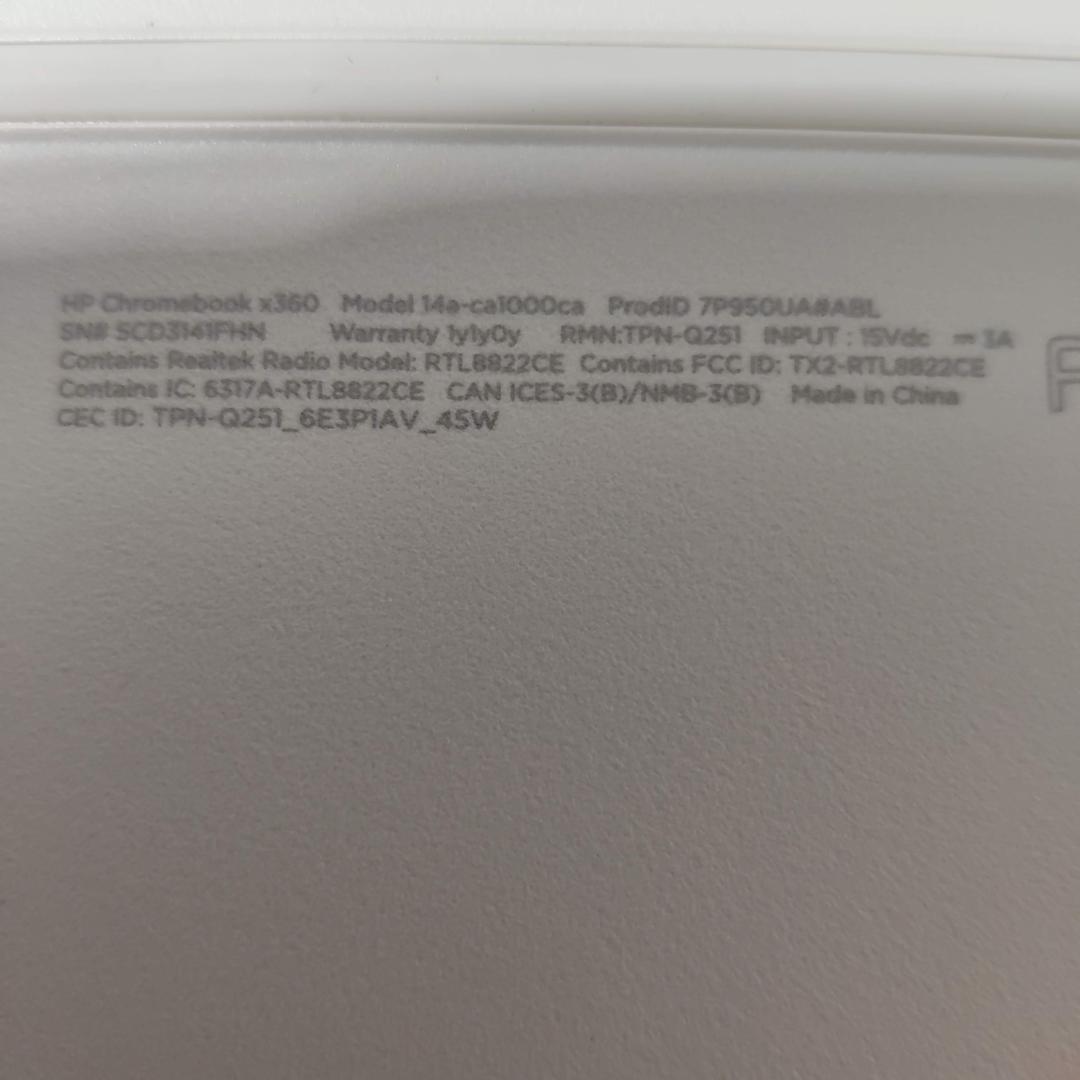 HP Chromebook x360 Model 14a-ca1000ca ProdID 7P950UA#ABL
SN# 5CD3141FHN Warranty 1y1y0y RMN:TPN-Q251 INPUT : 15Vdc ⎓ 3A
Contains Realtek Radio Model: RTL8822CE Contains FCC ID: TX2-RTL8822CE
Contains IC: 6317A-RTL8822CE CAN ICES-3(B)/NMB-3(B) Made in China
CEC ID: TPN-Q251_6E3P1AV_45W